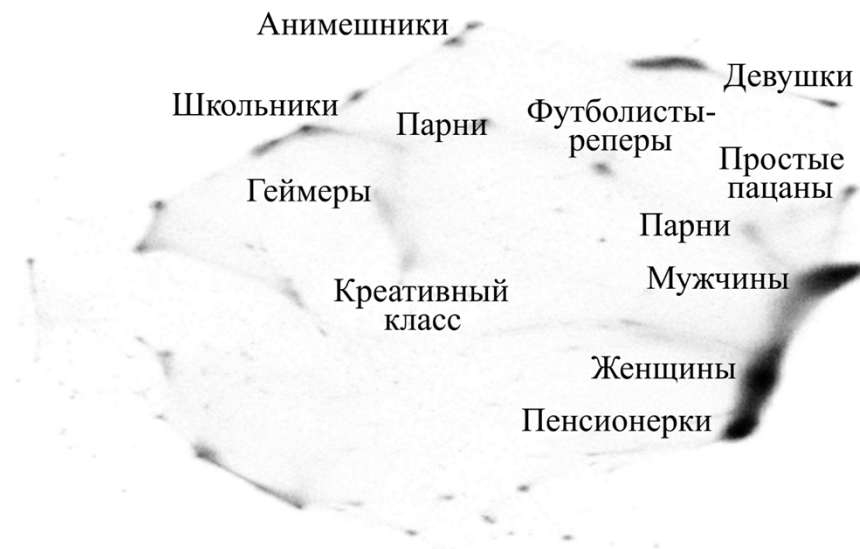 Анимешники
Девушки
Школьники
Парни
Футболисты-
реперы
Простые
пацаны
Геймеры
Парни
Мужчины
Креативный
класс
Женщины
Пенсионерки